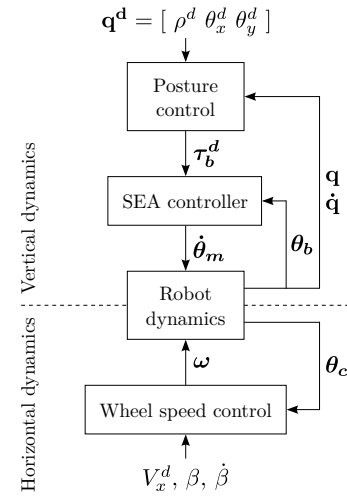 q^d = [ ρ^d θ_x^d θ_y^d ]
Posture
control
τ_b^d
SEA controller
θ̇_m
q
q̇
θ_b
Robot
dynamics
ω
θ_c
Wheel speed control
V_x^d, β, β̇
Vertical dynamics
Horizontal dynamics